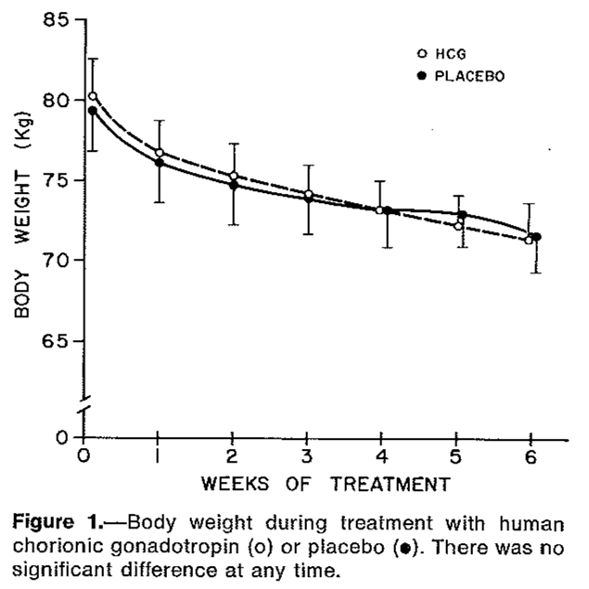 85
80
75
70
65
0
BODY WEIGHT (Kg)
HCG
PLACEBO
0 1 2 3 4 5 6
WEEKS OF TREATMENT
Figure 1.—Body weight during treatment with human
chorionic gonadotropin (o) or placebo (●). There was no
significant difference at any time.